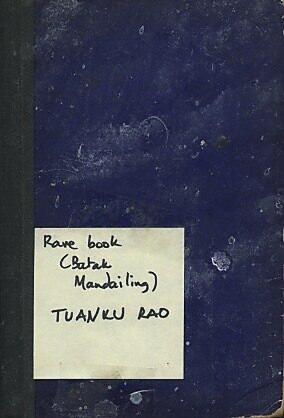 Rare book
(Batak
Mandailing)
TUANKU RAO